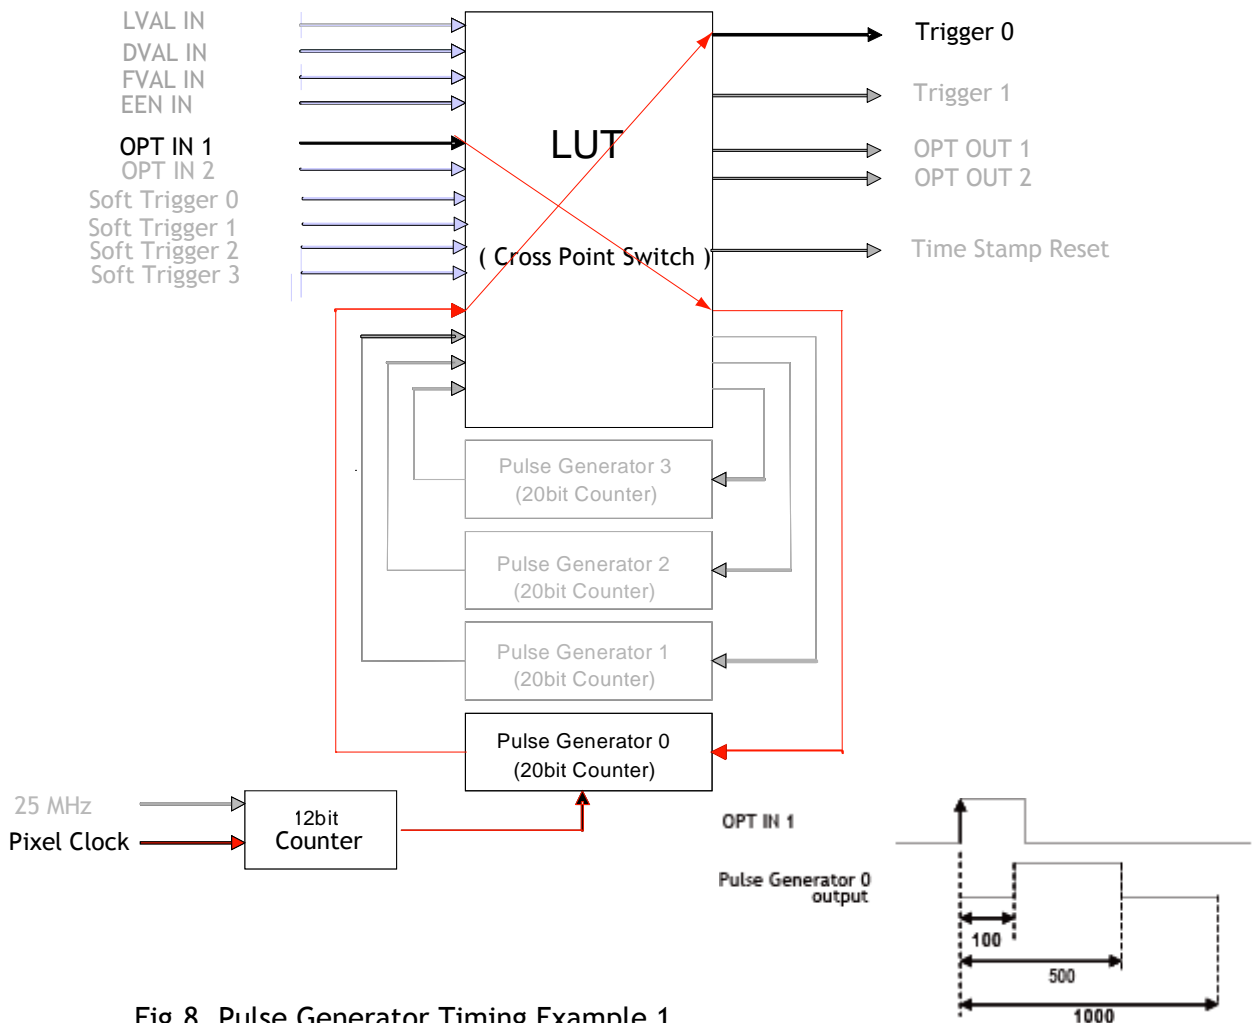 LVAL IN
DVAL IN
FVAL IN
EEN IN
OPT IN 1
OPT IN 2
Soft Trigger 0
Soft Trigger 1
Soft Trigger 2
Soft Trigger 3
LUT
( Cross Point Switch )
Trigger 0
Trigger 1
OPT OUT 1
OPT OUT 2
Time Stamp Reset
Pulse Generator 3
(20bit Counter)
Pulse Generator 2
(20bit Counter)
Pulse Generator 1
(20bit Counter)
Pulse Generator 0
(20bit Counter)
25 MHz
Pixel Clock
12bit
Counter
OPT IN 1
Pulse Generator 0
output
100
500
1000
Fig.8. Pulse Generator Timing Example 1